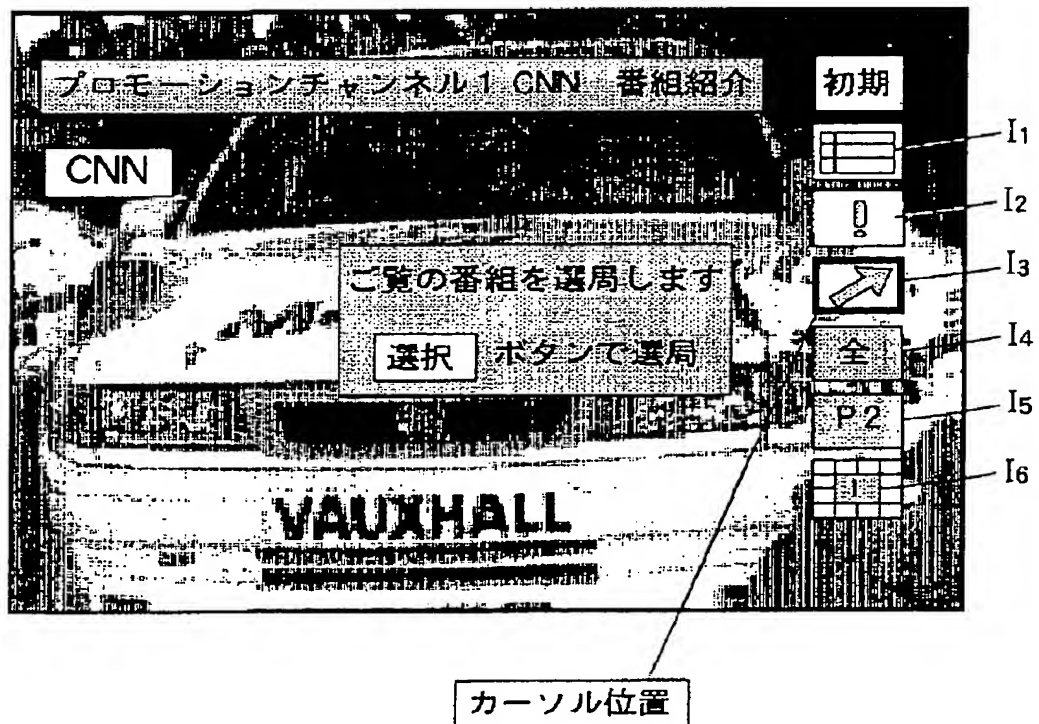 プロモーションチャンネル1 CNN 番組紹介
初期
I1
CNN
I2
ご覧の番組を選局します
I3
選択 ボタンで選局
全
I4
P2
I5
I
I6
VAUXHALL
カーソル位置